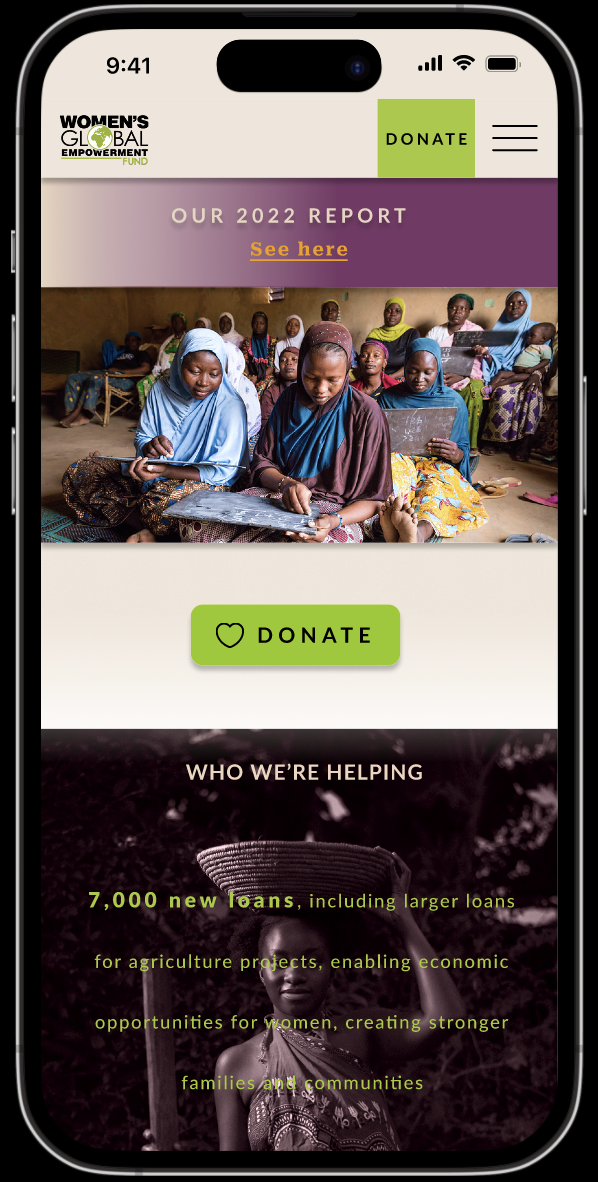 9:41
WOMEN'S
GLOBAL
EMPOWERMENT
FUND
DONATE
OUR 2022 REPORT
See here
DONATE
WHO WE’RE HELPING
7,000 new loans, including larger loans
for agriculture projects, enabling economic
opportunities for women, creating stronger
families and communities